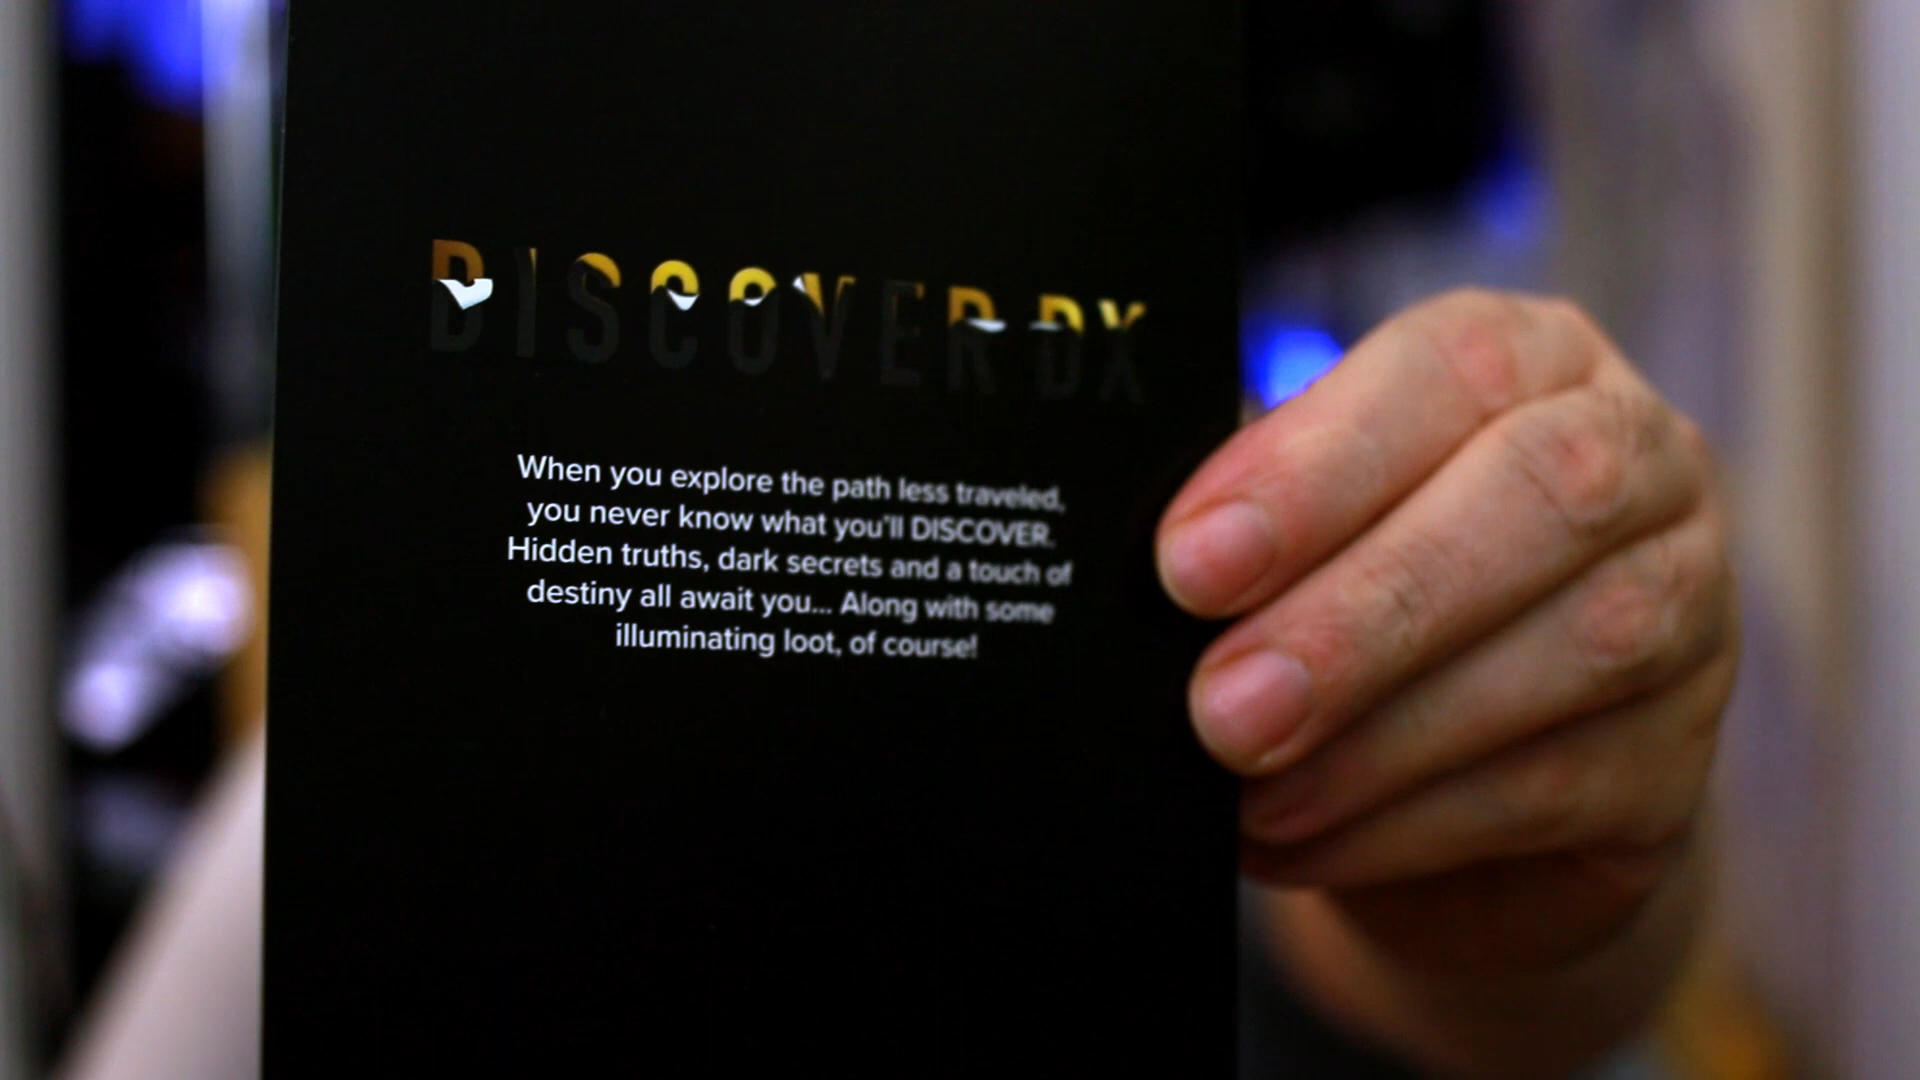 DISCOVER DX
When you explore the path less traveled,
you never know what you'll DISCOVER.
Hidden truths, dark secrets and a touch of
destiny all await you... Along with some
illuminating loot, of course!